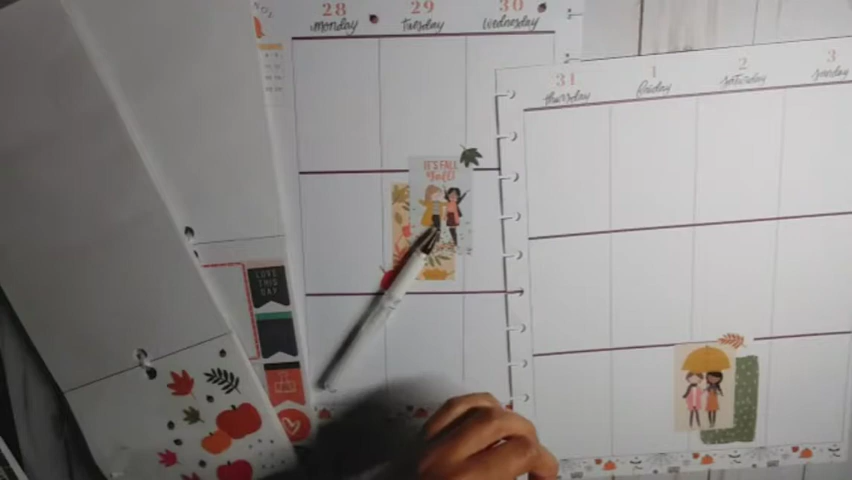 28 29 30
monday tuesday wednesday
31 1 2 3
thursday friday saturday sunday
IT'S FALL
y'all!
LOVE
THIS
DAY